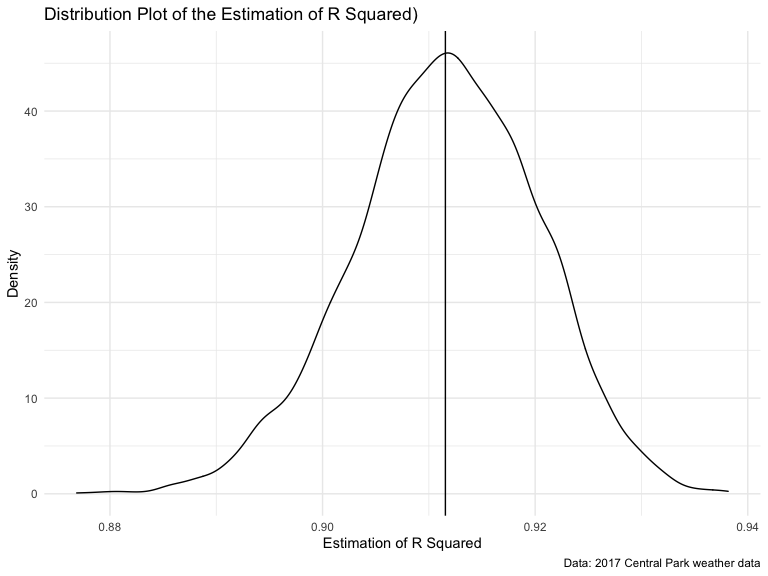 Distribution Plot of the Estimation of R Squared)
40
30
20
10
0
Density
0.88 0.90 0.92 0.94
Estimation of R Squared
Data: 2017 Central Park weather data